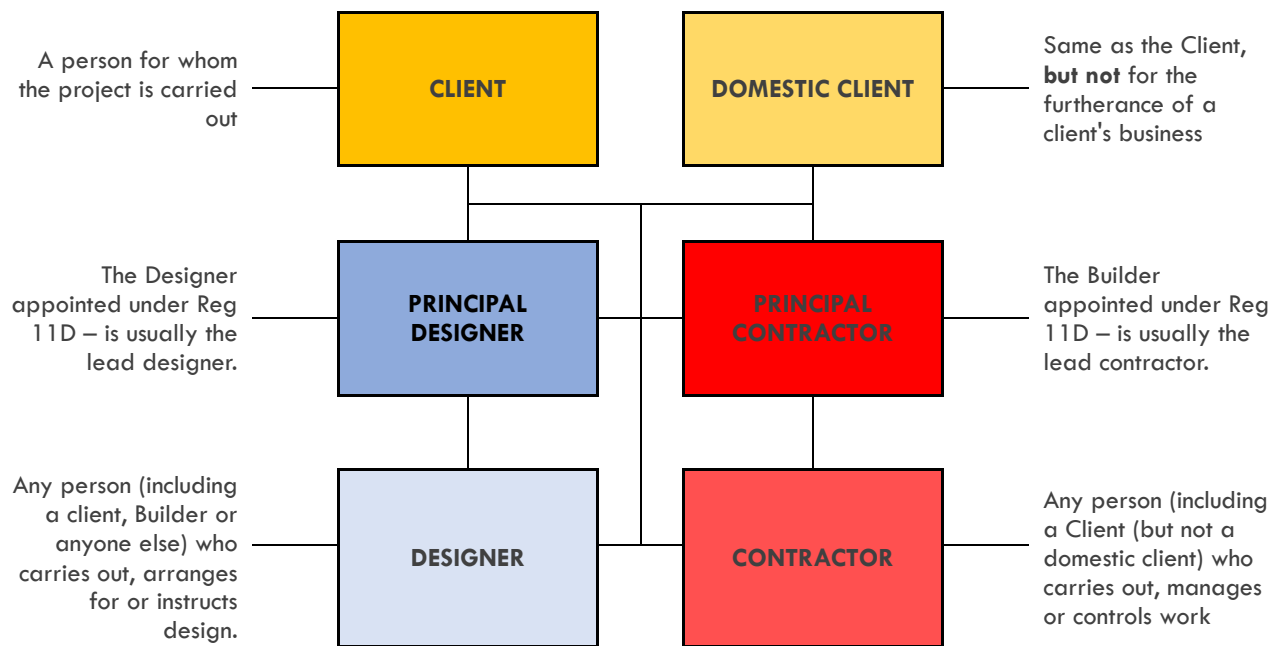 A person for whom
the project is carried
out
CLIENT
DOMESTIC CLIENT
Same as the Client,
but not for the
furtherance of a
client's business
The Designer
appointed under Reg
11D – is usually the
lead designer.
PRINCIPAL
DESIGNER
PRINCIPAL
CONTRACTOR
The Builder
appointed under Reg
11D – is usually the
lead contractor.
Any person (including
a client, Builder or
anyone else) who
carries out, arranges
for or instructs
design.
DESIGNER
CONTRACTOR
Any person (including
a Client (but not a
domestic client) who
carries out, manages
or controls work